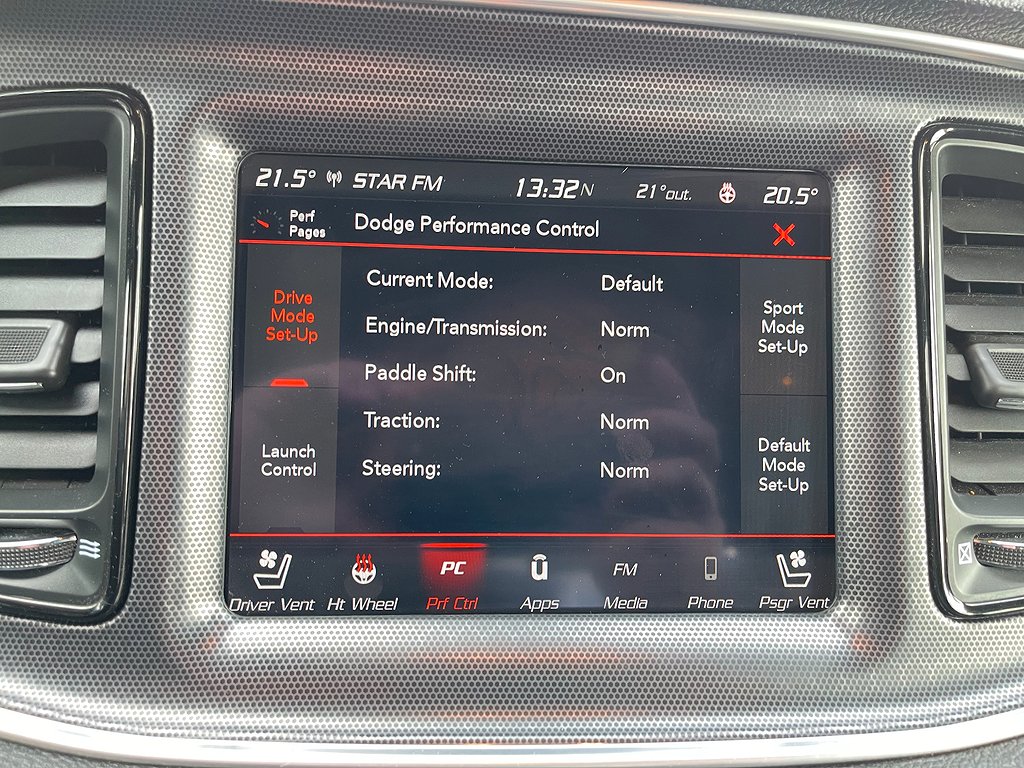 21.5° STAR FM 13:32 N 21°out. 20.5°
Perf
Pages
Dodge Performance Control
Drive
Mode
Set-Up
Launch
Control
Current Mode: Default
Engine/Transmission: Norm
Paddle Shift: On
Traction: Norm
Steering: Norm
Sport
Mode
Set-Up
Default
Mode
Set-Up
PC FM
Driver Vent Ht Wheel Prf Ctrl Apps Media Phone Psgr Vent